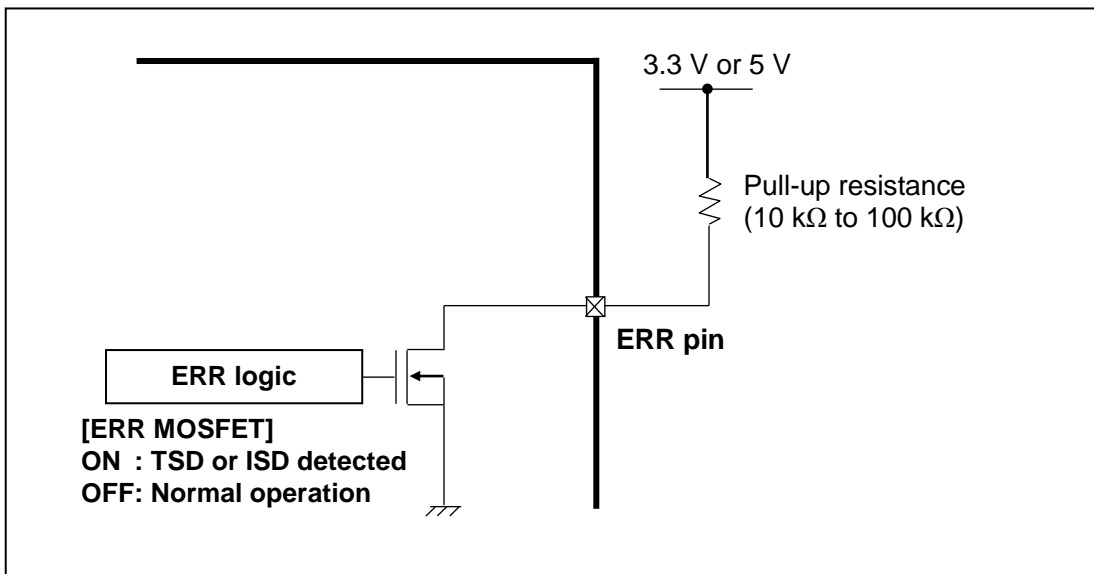 3.3 V or 5 V
Pull-up resistance
(10 kΩ to 100 kΩ)
ERR pin
ERR logic
[ERR MOSFET]
ON : TSD or ISD detected
OFF: Normal operation